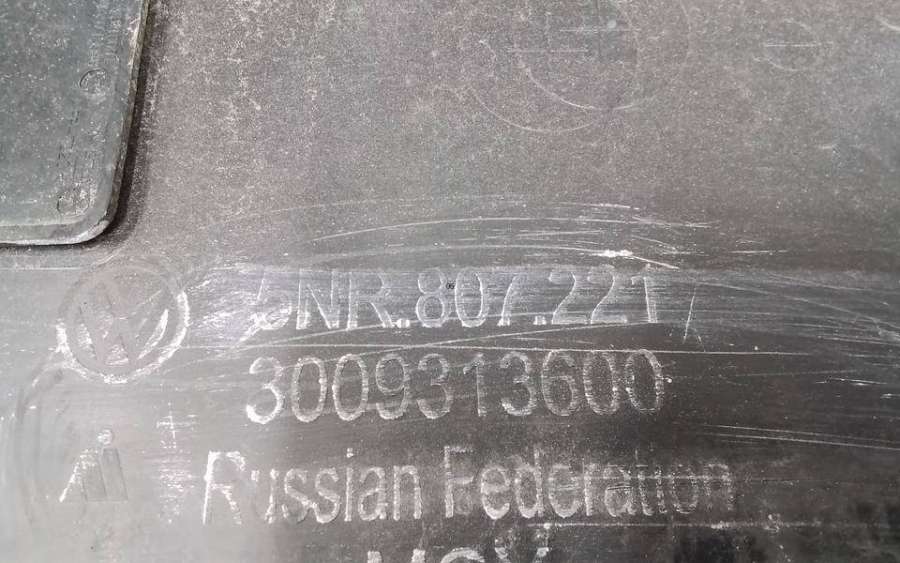 5NR.807.221
3009313600
Russian Federation